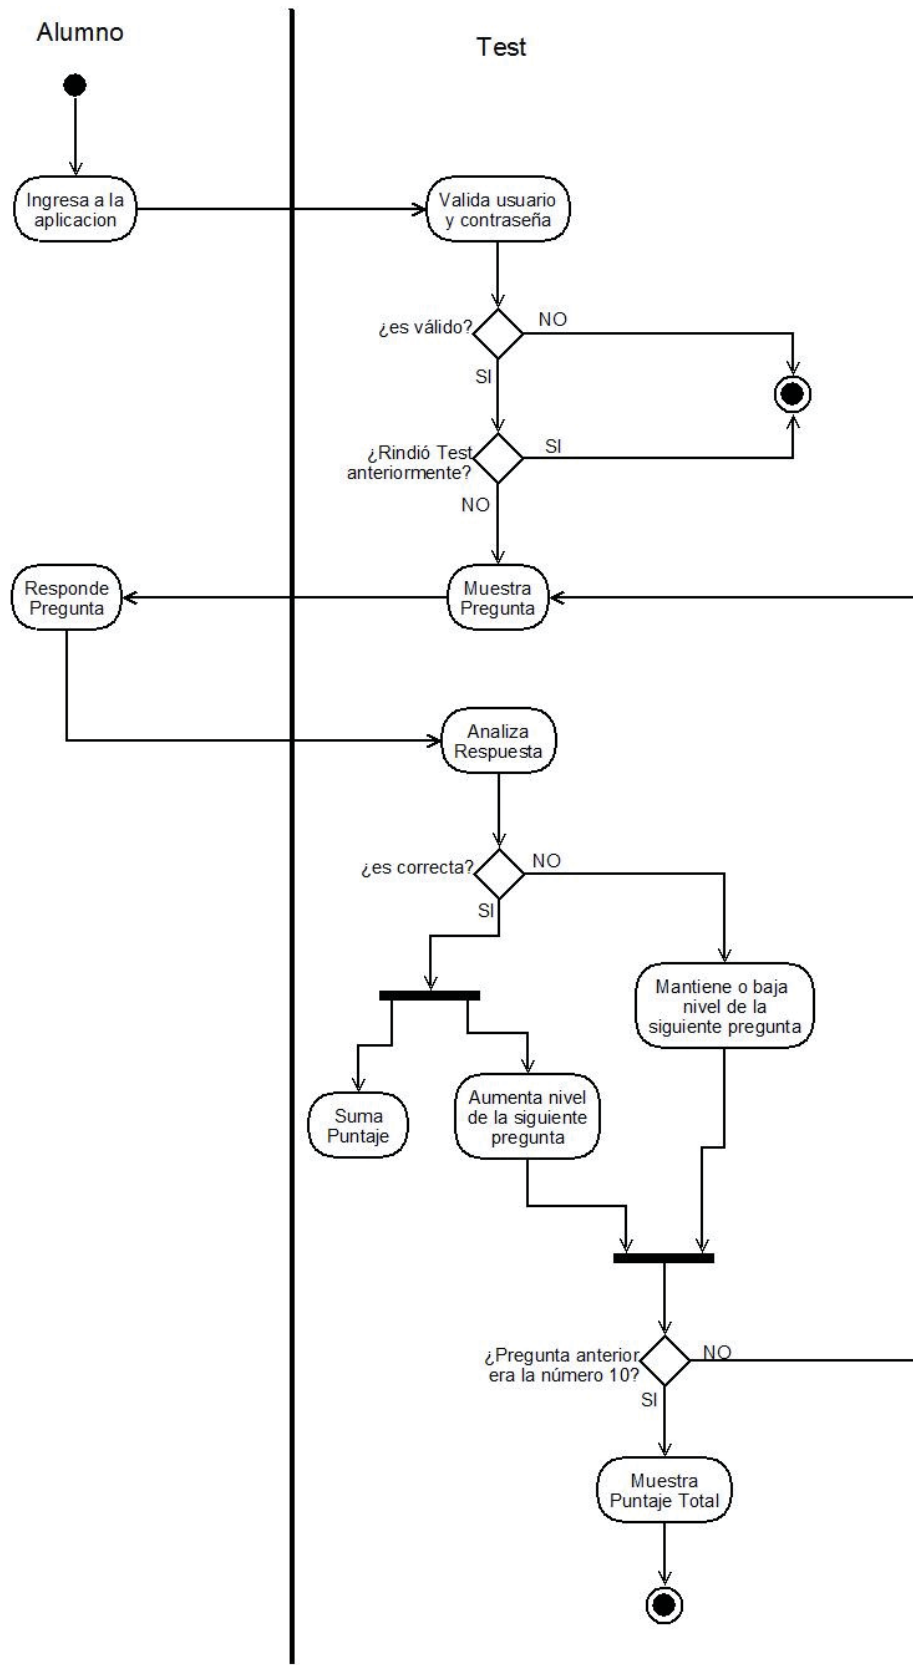 Alumno
Test
Ingresa a la
aplicacion
Valida usuario
y contraseña
¿es válido?
NO
SI
¿Rindió Test
anteriormente?
SI
NO
Responde
Pregunta
Muestra
Pregunta
Analiza
Respuesta
¿es correcta?
NO
SI
Mantiene o baja
nivel de la
siguiente pregunta
Suma
Puntaje
Aumenta nivel
de la siguiente
pregunta
¿Pregunta anterior
era la número 10?
NO
SI
Muestra
Puntaje Total